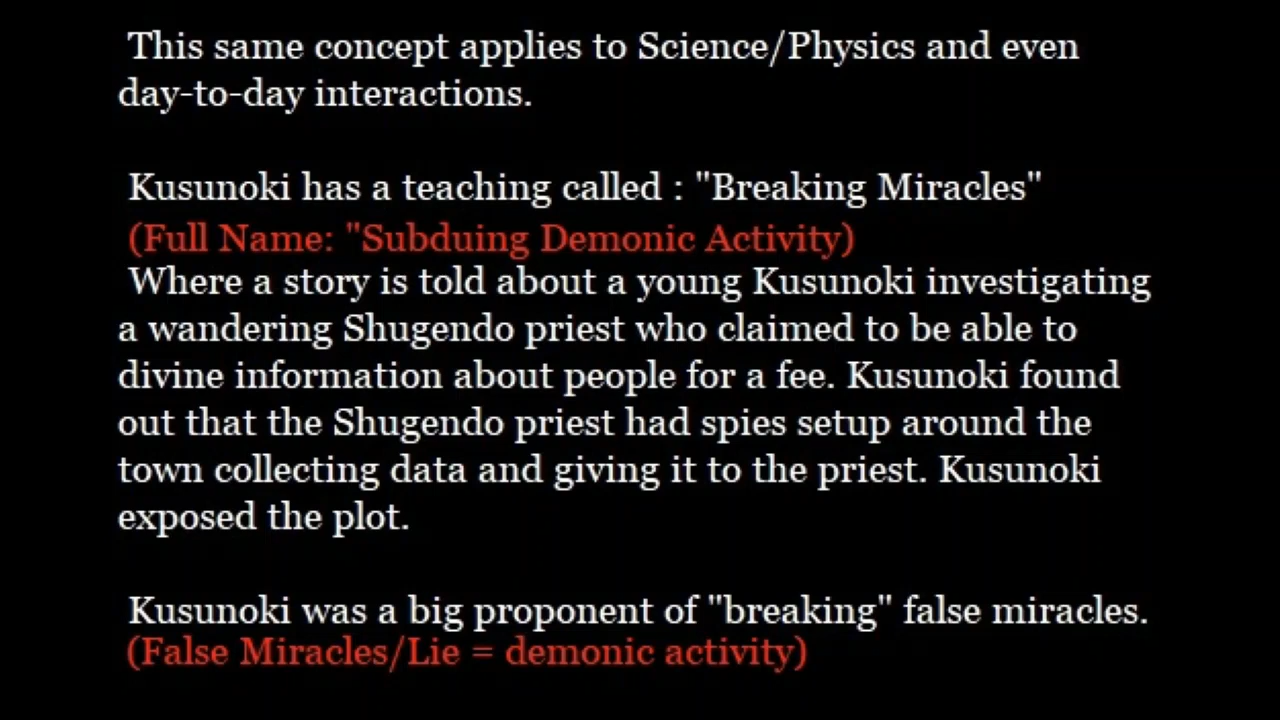 This same concept applies to Science/Physics and even
day-to-day interactions.
Kusunoki has a teaching called : "Breaking Miracles"
(Full Name: "Subduing Demonic Activity)
Where a story is told about a young Kusunoki investigating
a wandering Shugendo priest who claimed to be able to
divine information about people for a fee. Kusunoki found
out that the Shugendo priest had spies setup around the
town collecting data and giving it to the priest. Kusunoki
exposed the plot.
Kusunoki was a big proponent of "breaking" false miracles.
(False Miracles/Lie = demonic activity)